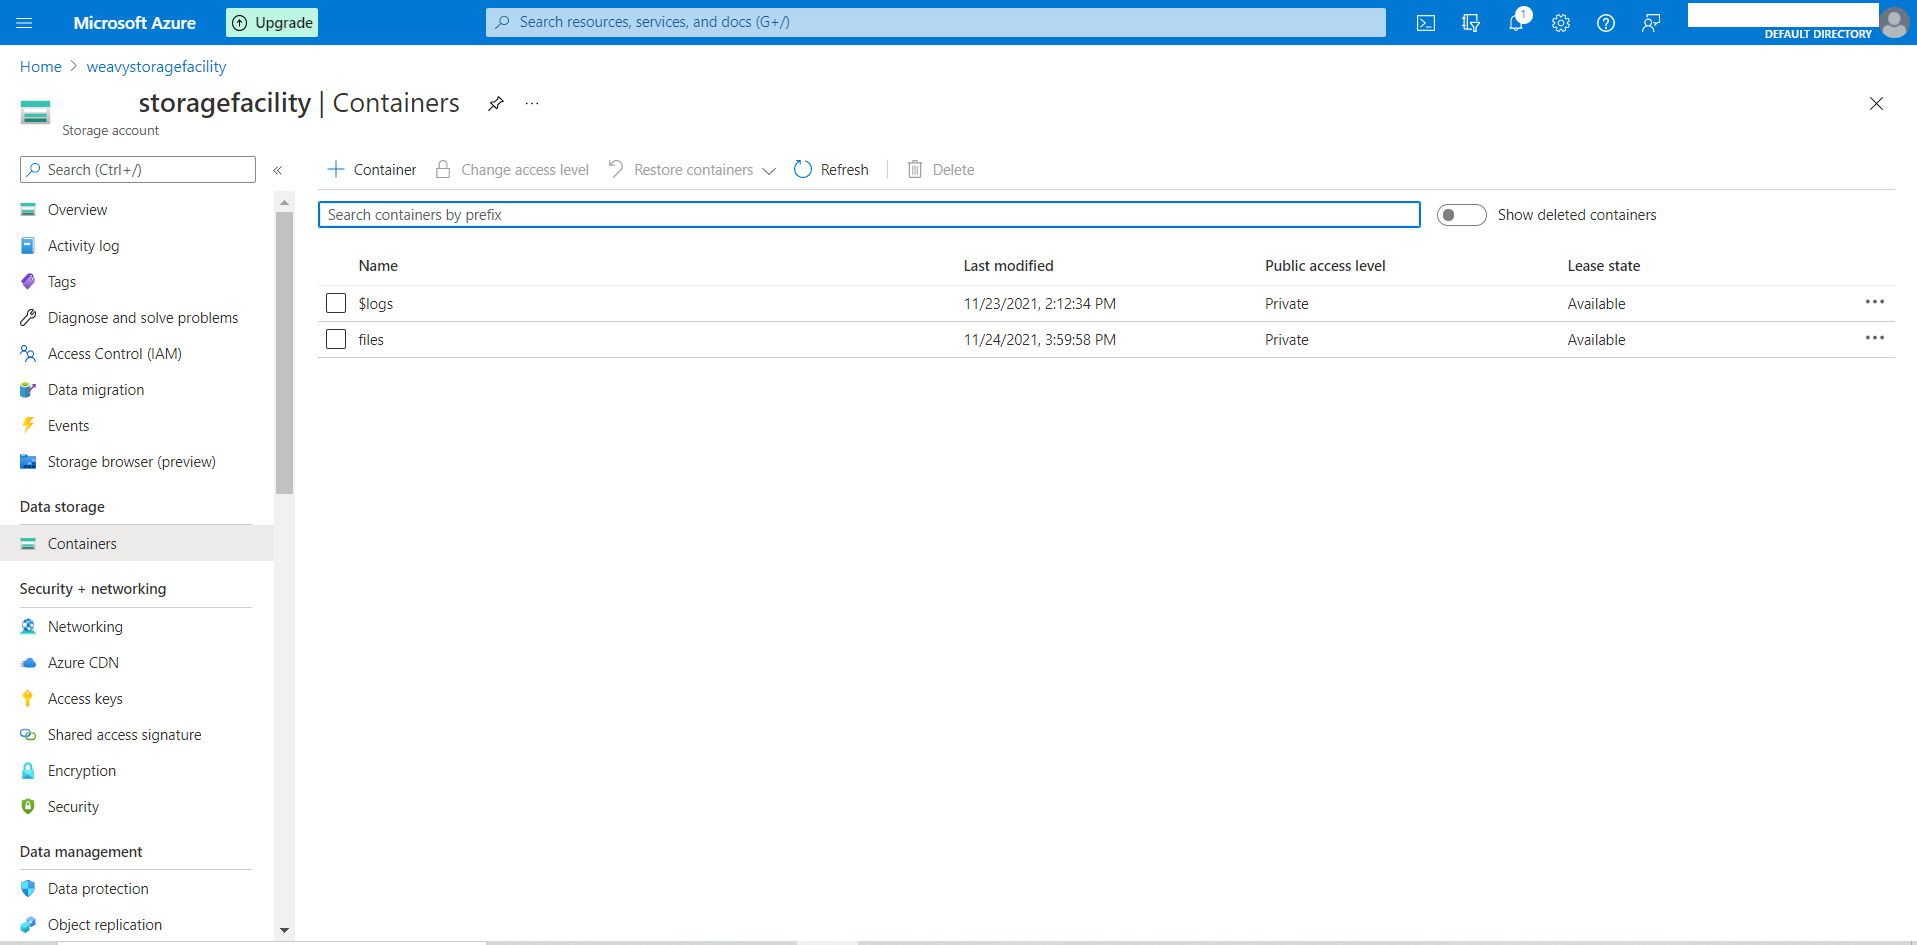 Microsoft Azure
Upgrade
Search resources, services, and docs (G+/)
1
DEFAULT DIRECTORY
Home > weavystoragefacility
storagefacility | Containers
Storage account
Search (Ctrl+/)
«
Container
Change access level
Restore containers
Refresh
Delete
Search containers by prefix
Show deleted containers
Name Last modified Public access level Lease state
$logs 11/23/2021, 2:12:34 PM Private Available
files 11/24/2021, 3:59:58 PM Private Available
Overview
Activity log
Tags
Diagnose and solve problems
Access Control (IAM)
Data migration
Events
Storage browser (preview)
Data storage
Containers
Security + networking
Networking
Azure CDN
Access keys
Shared access signature
Encryption
Security
Data management
Data protection
Object replication